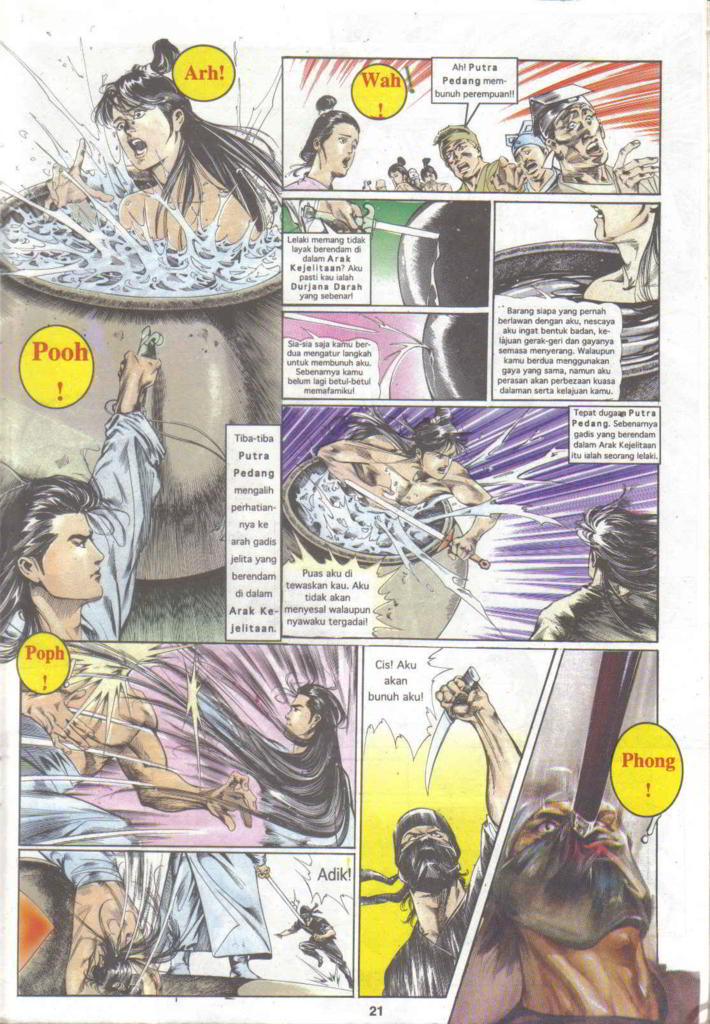 Arh!
Wah
!
Ah! Putra
Pedang mem-
bunuh perempuan!!
Lelaki memang tidak
layak berendam di
dalam Arak
Kejelitaan? Aku
pasti kau ialah
Durjana Darah
yang sebenar!
Sia-sia saja kamu ber-
dua mengatur langkah
untuk membunuh aku.
Sebenarnya kamu
belum lagi betul-betul
memafamiku!
Barang siapa yang pernah
berlawan dengan aku, nescaya
aku ingat bentuk badan, ke-
lajuan gerak-geri dan gayanya
semasa menyerang. Walaupun
kamu berdua menggunakan
gaya yang sama, namun aku
perasan akan perbezaan kuasa
dalaman serta kelajuan kamu.
Pooh
!
Tiba-tiba
Putra
Pedang
mengalih
perhatian-
nya ke
arah gadis
jelita yang
berendam
di dalam
Arak Ke-
jelitaan.
Tepat dugaan Putra
Pedang. Sebenarnya
gadis yang berendam
dalam Arak Kejelitaan
itu ialah seorang lelaki.
Puas aku di
tewaskan kau. Aku
tidak akan
menyesal walaupun
nyawaku tergadai!
Poph
!
Cis! Aku
akan
bunuh aku!
Phong
!
Adik!
21